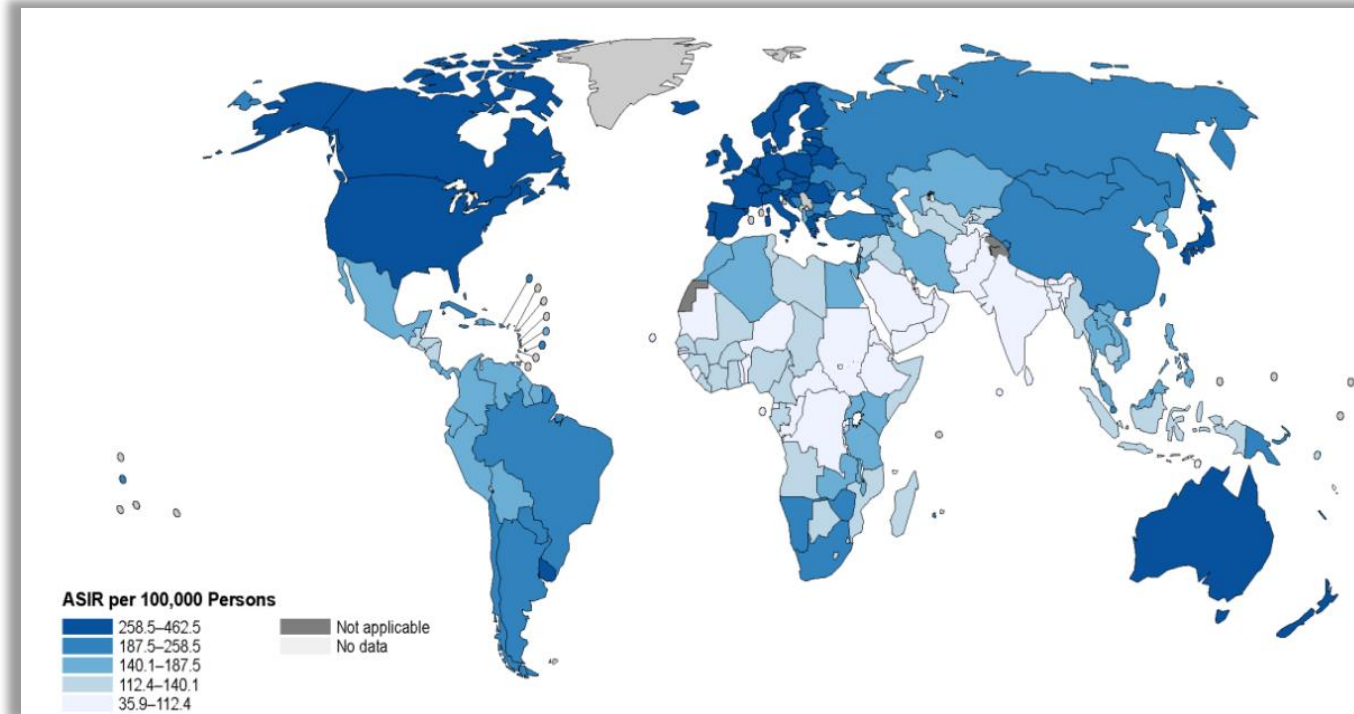 ASIR per 100,000 Persons
258.5–462.5
187.5–258.5
140.1–187.5
112.4–140.1
35.9–112.4
Not applicable
No data